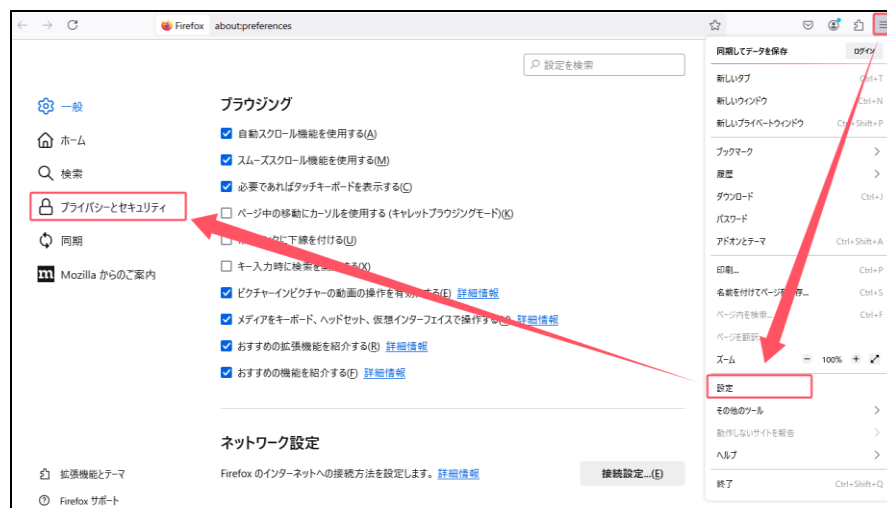 Firefox about:preferences
設定を検索
一般
ホーム
検索
プライバシーとセキュリティ
同期
Mozilla からのご案内
拡張機能とテーマ
Firefox サポート
ブラウジング
自動スクロール機能を使用する(A)
スムーズスクロール機能を使用する(M)
必要であればタッチキーボードを表示する(C)
ページ中の移動にカーソルを使用する (キャレットブラウジングモード)(K)
に下線を付ける(U)
キー入力時に検索を
ピクチャーインピクチャーの動画の操作を有効にする(E) 詳細情報
メディアをキーボード、ヘッドセット、仮想インターフェイスで操作する 詳細情報
おすすめの拡張機能を紹介する(R) 詳細情報
おすすめの機能を紹介する(F) 詳細情報
ネットワーク設定
Firefox のインターネットへの接続方法を設定します。 詳細情報
接続設定...(E)
同期してデータを保存 ログイン
新しいタブ Ctrl+T
新しいウィンドウ Ctrl+N
新しいプライベートウィンドウ Ctrl+Shift+P
ブックマーク
履歴
ダウンロード Ctrl+J
パスワード
アドオンとテーマ Ctrl+Shift+A
印刷... Ctrl+P
名前を付けてページを保存... Ctrl+S
ページ内を検索... Ctrl+F
ページを翻訳...
ズーム − 100% +
設定
その他のツール
動作しないサイトを報告
ヘルプ
終了 Ctrl+Shift+Q